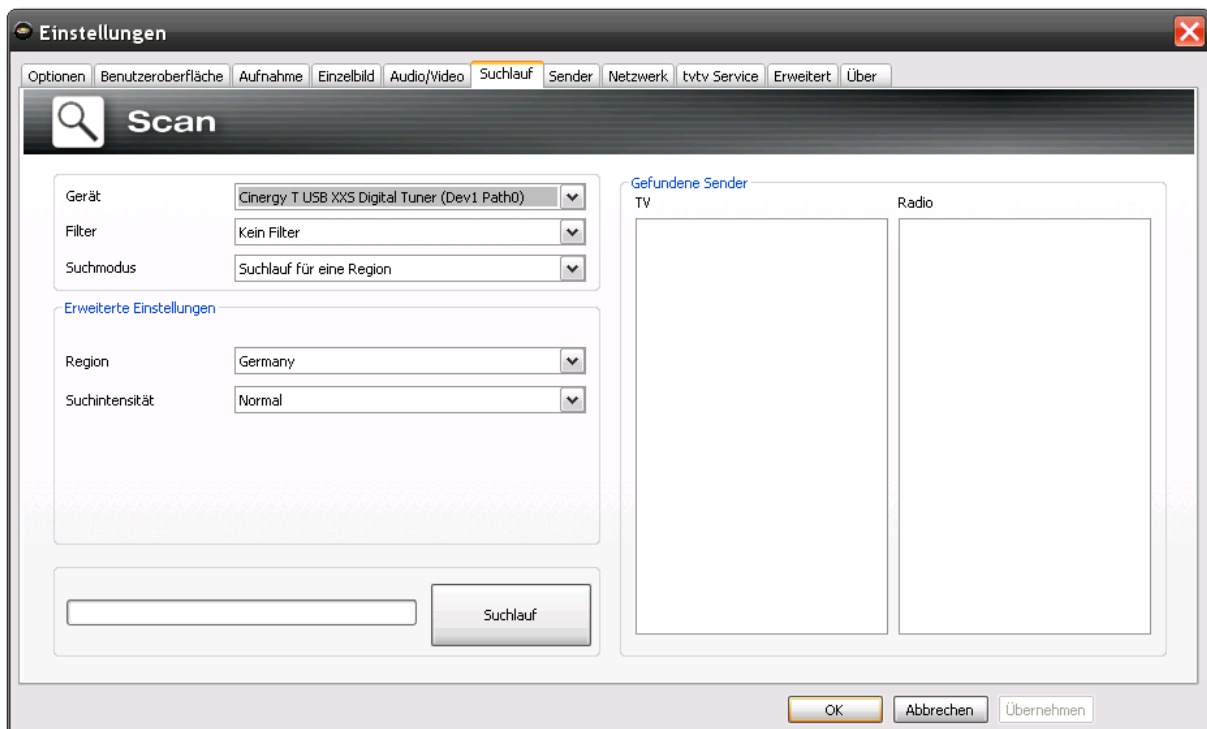 Einstellungen
Optionen Benutzeroberfläche Aufnahme Einzelbild Audio/Video Suchlauf Sender Netzwerk tvtv Service Erweitert Über
Scan
Gerät Cinergy T USB XXS Digital Tuner (Dev1 Path0)
Filter Kein Filter
Suchmodus Suchlauf für eine Region
Erweiterte Einstellungen
Region Germany
Suchintensität Normal
Suchlauf
Gefundene Sender
TV Radio
OK Abbrechen Übernehmen